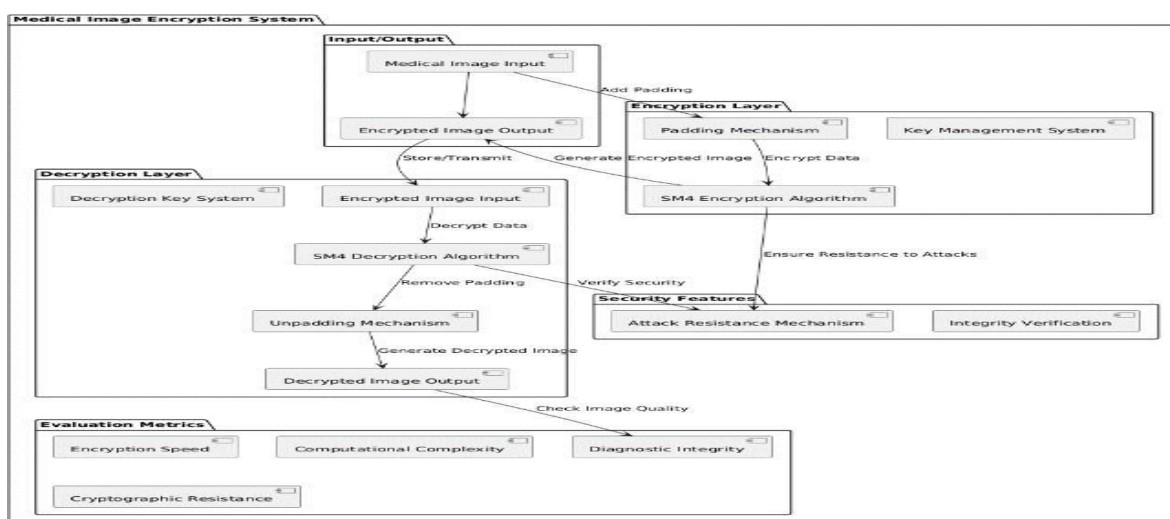 Medical Image Encryption System
Input/Output
Medical Image Input
Add Padding
Encryption Layer
Encrypted Image Output
Padding Mechanism
Key Management System
Store/Transmit
Generate Encrypted Image
Encrypt Data
Decryption Layer
Decryption Key System
Encrypted Image Input
SM4 Encryption Algorithm
Decrypt Data
SM4 Decryption Algorithm
Ensure Resistance to Attacks
Remove Padding
Verify Security
Security Features
Unpadding Mechanism
Attack Resistance Mechanism
Integrity Verification
Generate Decrypted Image
Decrypted Image Output
Check Image Quality
Evaluation Metrics
Encryption Speed
Computational Complexity
Diagnostic Integrity
Cryptographic Resistance